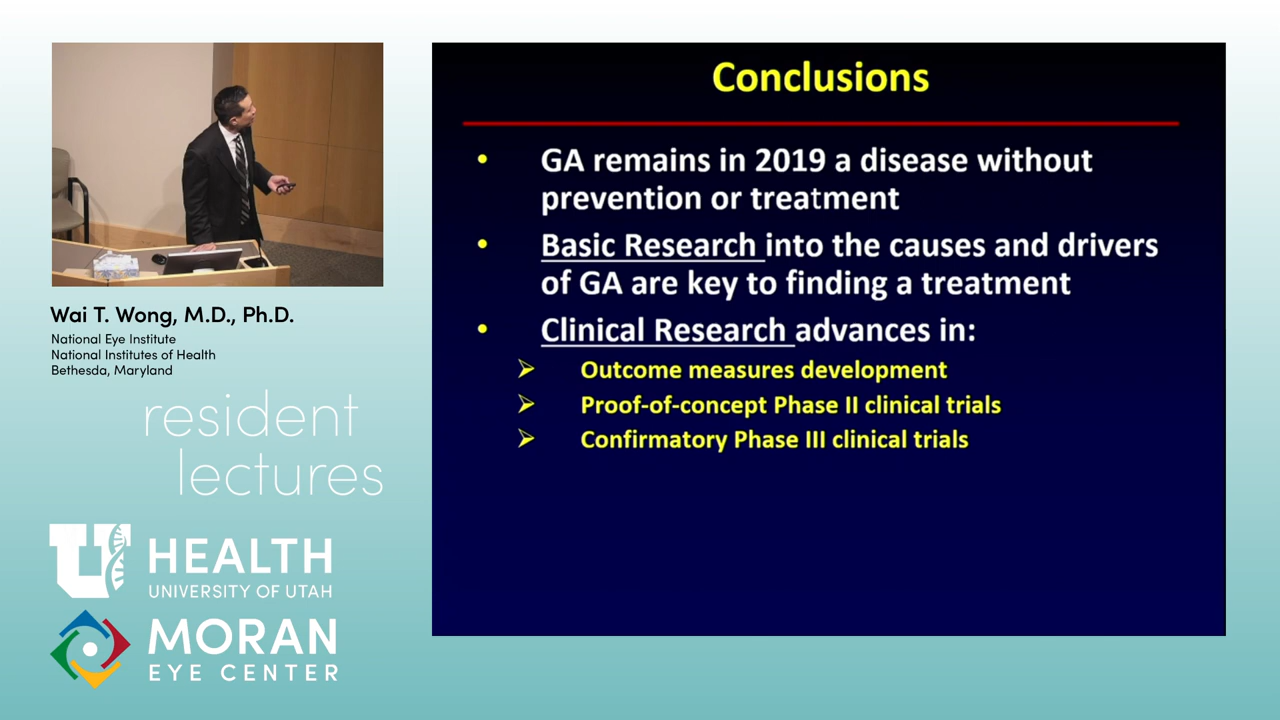 Wai T. Wong, M.D., Ph.D.
National Eye Institute
National Institutes of Health
Bethesda, Maryland
resident
lectures
U
HEALTH
UNIVERSITY OF UTAH
MORAN
EYE CENTER
Conclusions
• GA remains in 2019 a disease without
prevention or treatment
• Basic Research into the causes and drivers
of GA are key to finding a treatment
• Clinical Research advances in:
➢ Outcome measures development
➢ Proof-of-concept Phase II clinical trials
➢ Confirmatory Phase III clinical trials